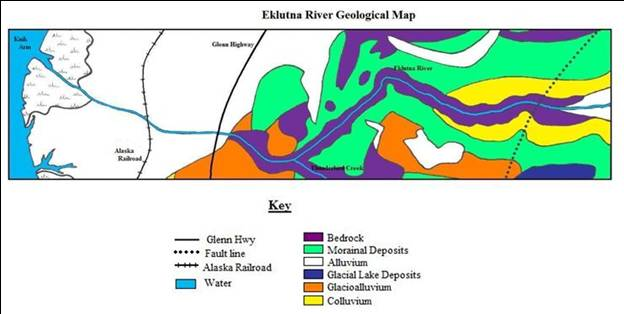 Eklutna River Geological Map
Knik
Arm
Glenn Highway
Eklutna River
Alaska
Railroad
Thunderbird Creek
Key
Glenn Hwy
Fault line
Alaska Railroad
Water
Bedrock
Morainal Deposits
Alluvium
Glacial Lake Deposits
Glacioalluvium
Colluvium